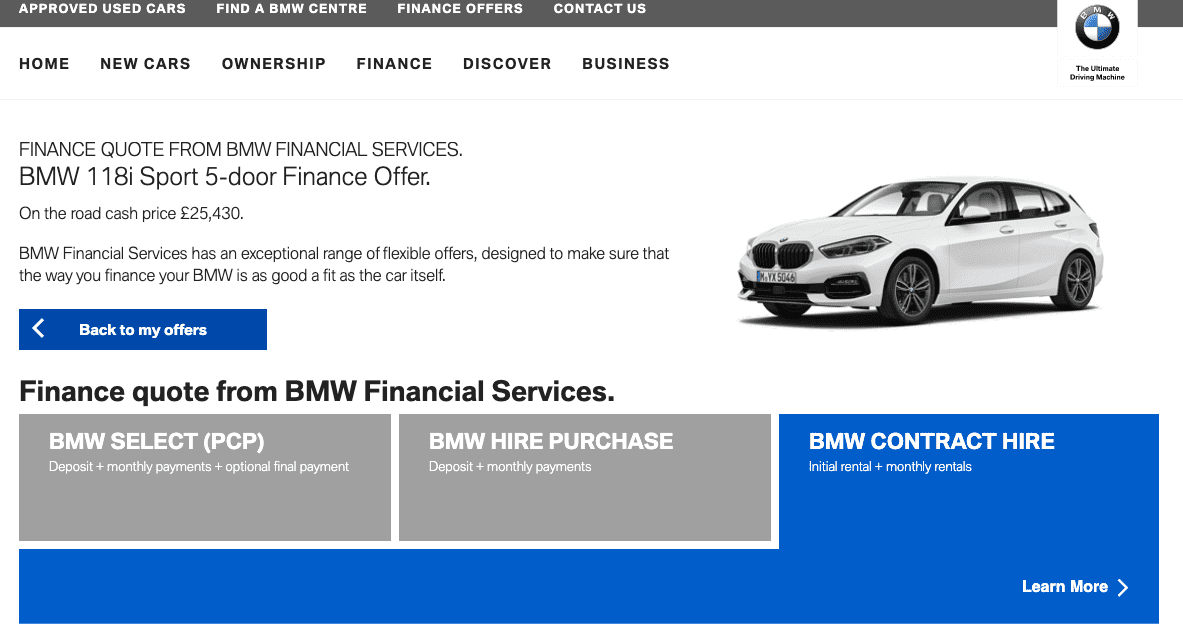 APPROVED USED CARS FIND A BMW CENTRE FINANCE OFFERS CONTACT US
BMW
The Ultimate
Driving Machine
HOME NEW CARS OWNERSHIP FINANCE DISCOVER BUSINESS
FINANCE QUOTE FROM BMW FINANCIAL SERVICES.
BMW 118i Sport 5-door Finance Offer.
On the road cash price £25,430.
BMW Financial Services has an exceptional range of flexible offers, designed to make sure that
the way you finance your BMW is as good a fit as the car itself.
M·YX 5046
Back to my offers
Finance quote from BMW Financial Services.
BMW SELECT (PCP)
Deposit + monthly payments + optional final payment
BMW HIRE PURCHASE
Deposit + monthly payments
BMW CONTRACT HIRE
Initial rental + monthly rentals
Learn More